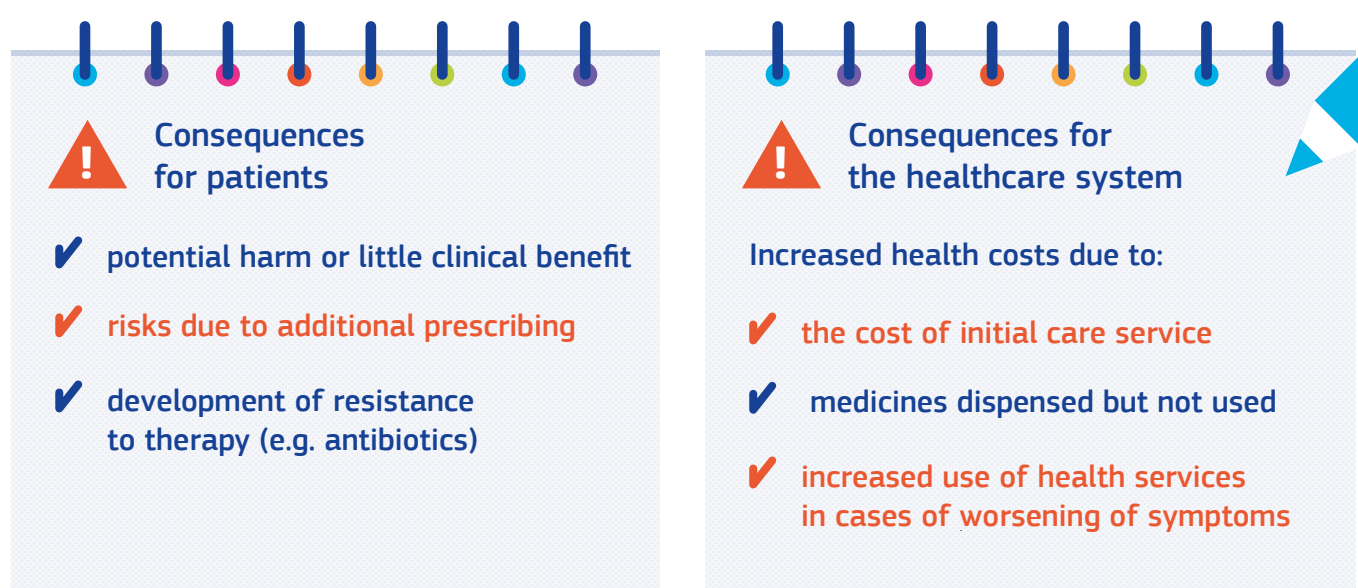 Consequences
for patients
✔ potential harm or little clinical benefit
✔ risks due to additional prescribing
✔ development of resistance
to therapy (e.g. antibiotics)
Consequences for
the healthcare system
Increased health costs due to:
✔ the cost of initial care service
✔ medicines dispensed but not used
✔ increased use of health services
in cases of worsening of symptoms